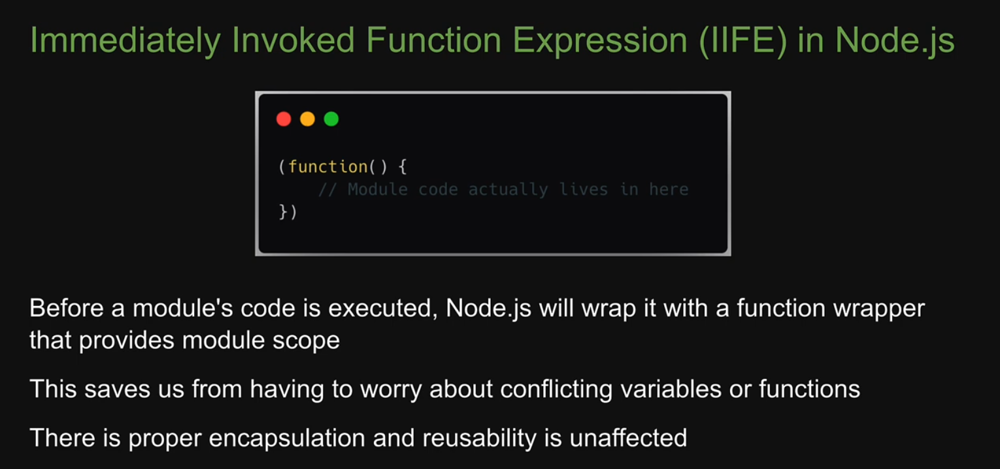 Immediately Invoked Function Expression (IIFE) in Node.js
(function() {
// Module code actually lives in here
})
Before a module's code is executed, Node.js will wrap it with a function wrapper
that provides module scope
This saves us from having to worry about conflicting variables or functions
There is proper encapsulation and reusability is unaffected